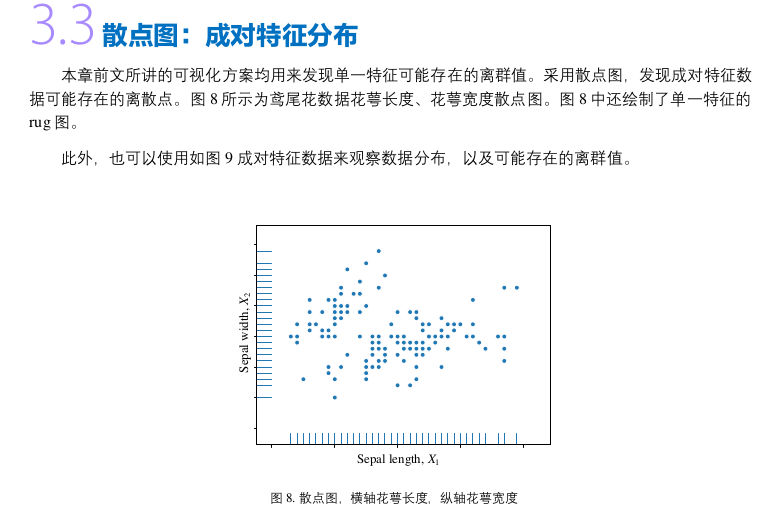 3.3 散点图：成对特征分布
本章前文所讲的可视化方案均用来发现单一特征可能存在的离群值。采用散点图，发现成对特征数
据可能存在的离散点。图 8 所示为鸢尾花数据花萼长度、花萼宽度散点图。图 8 中还绘制了单一特征的
rug 图。
此外，也可以使用如图 9 成对特征数据来观察数据分布，以及可能存在的离群值。
Sepal width, X2
Sepal length, X1
图 8. 散点图，横轴花萼长度，纵轴花萼宽度